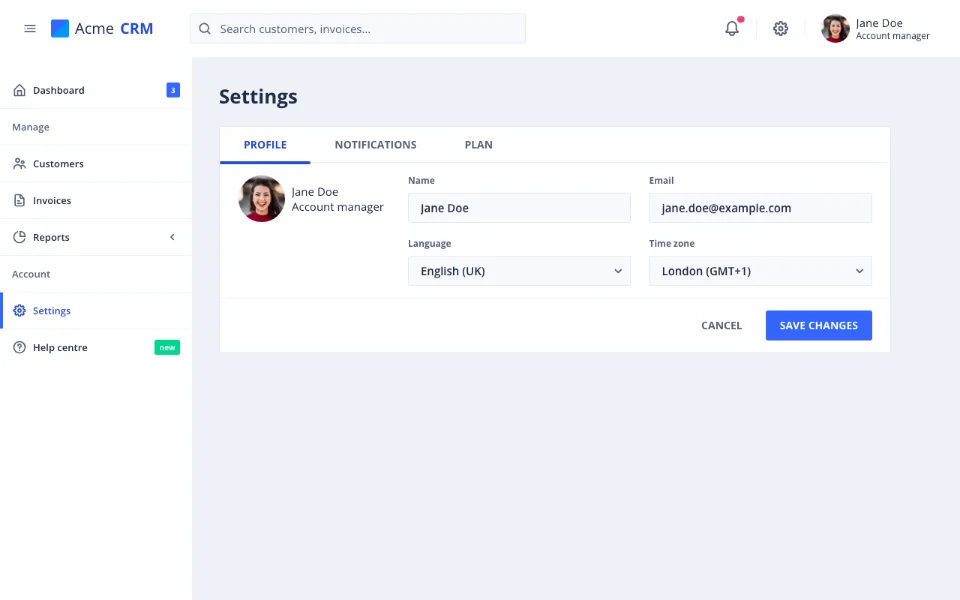 Acme CRM
Search customers, invoices...
Jane Doe
Account manager
Dashboard
3
Manage
Customers
Invoices
Reports
Account
Settings
Help centre
new
Settings
PROFILE
NOTIFICATIONS
PLAN
Jane Doe
Account manager
Name
Jane Doe
Email
jane.doe@example.com
Language
English (UK)
Time zone
London (GMT+1)
CANCEL
SAVE CHANGES